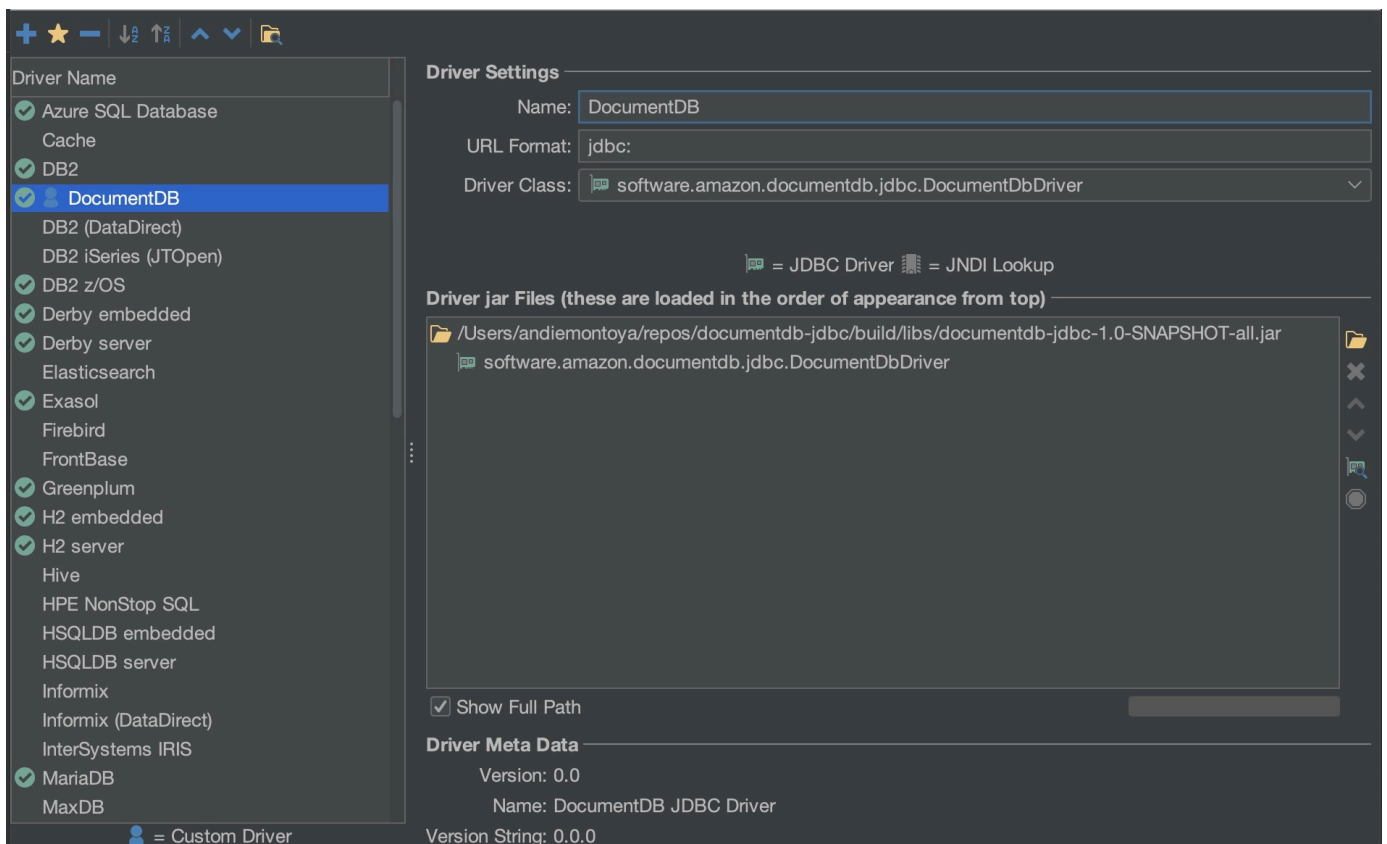 Driver Name
Azure SQL Database
Cache
DB2
DocumentDB
DB2 (DataDirect)
DB2 iSeries (JTOpen)
DB2 z/OS
Derby embedded
Derby server
Elasticsearch
Exasol
Firebird
FrontBase
Greenplum
H2 embedded
H2 server
Hive
HPE NonStop SQL
HSQLDB embedded
HSQLDB server
Informix
Informix (DataDirect)
InterSystems IRIS
MariaDB
MaxDB
= Custom Driver
Driver Settings
Name: DocumentDB
URL Format: jdbc:
Driver Class: software.amazon.documentdb.jdbc.DocumentDbDriver
= JDBC Driver = JNDI Lookup
Driver jar Files (these are loaded in the order of appearance from top)
/Users/andiemontoya/repos/documentdb-jdbc/build/libs/documentdb-jdbc-1.0-SNAPSHOT-all.jar
software.amazon.documentdb.jdbc.DocumentDbDriver
Show Full Path
Driver Meta Data
Version: 0.0
Name: DocumentDB JDBC Driver
Version String: 0.0.0